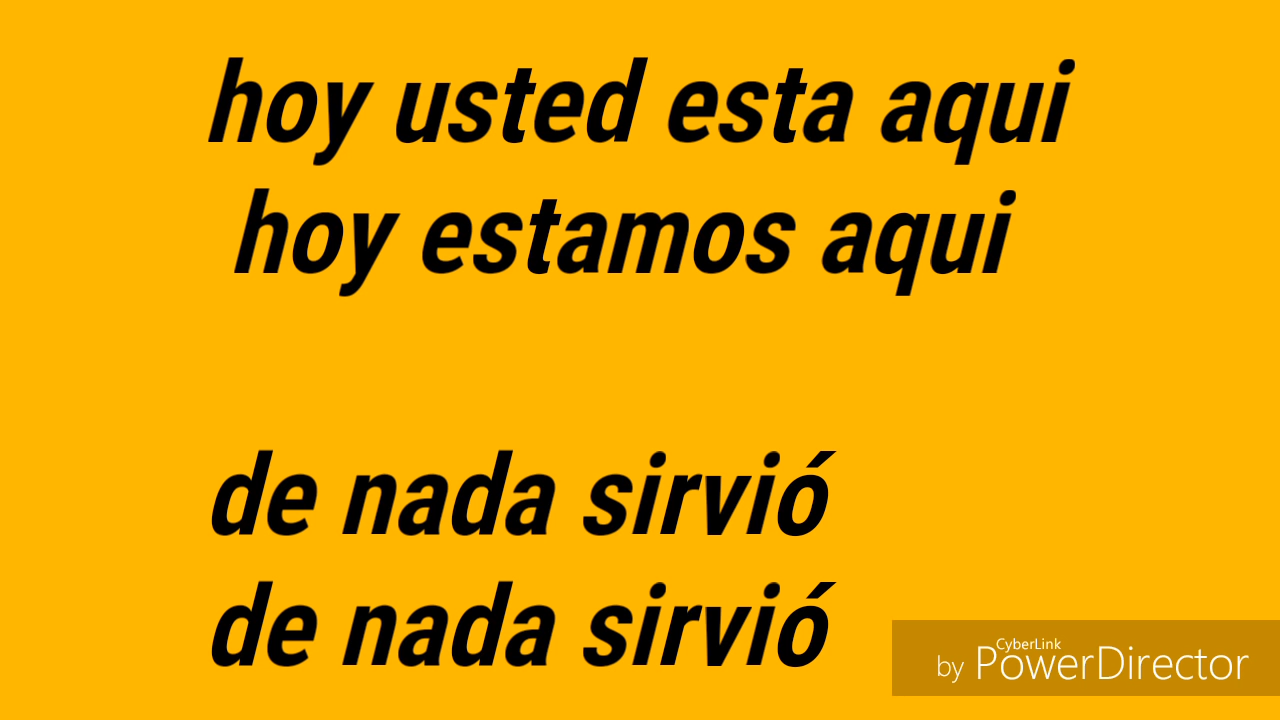 hoy usted esta aqui
hoy estamos aqui
de nada sirvió
de nada sirvió
CyberLink
by PowerDirector